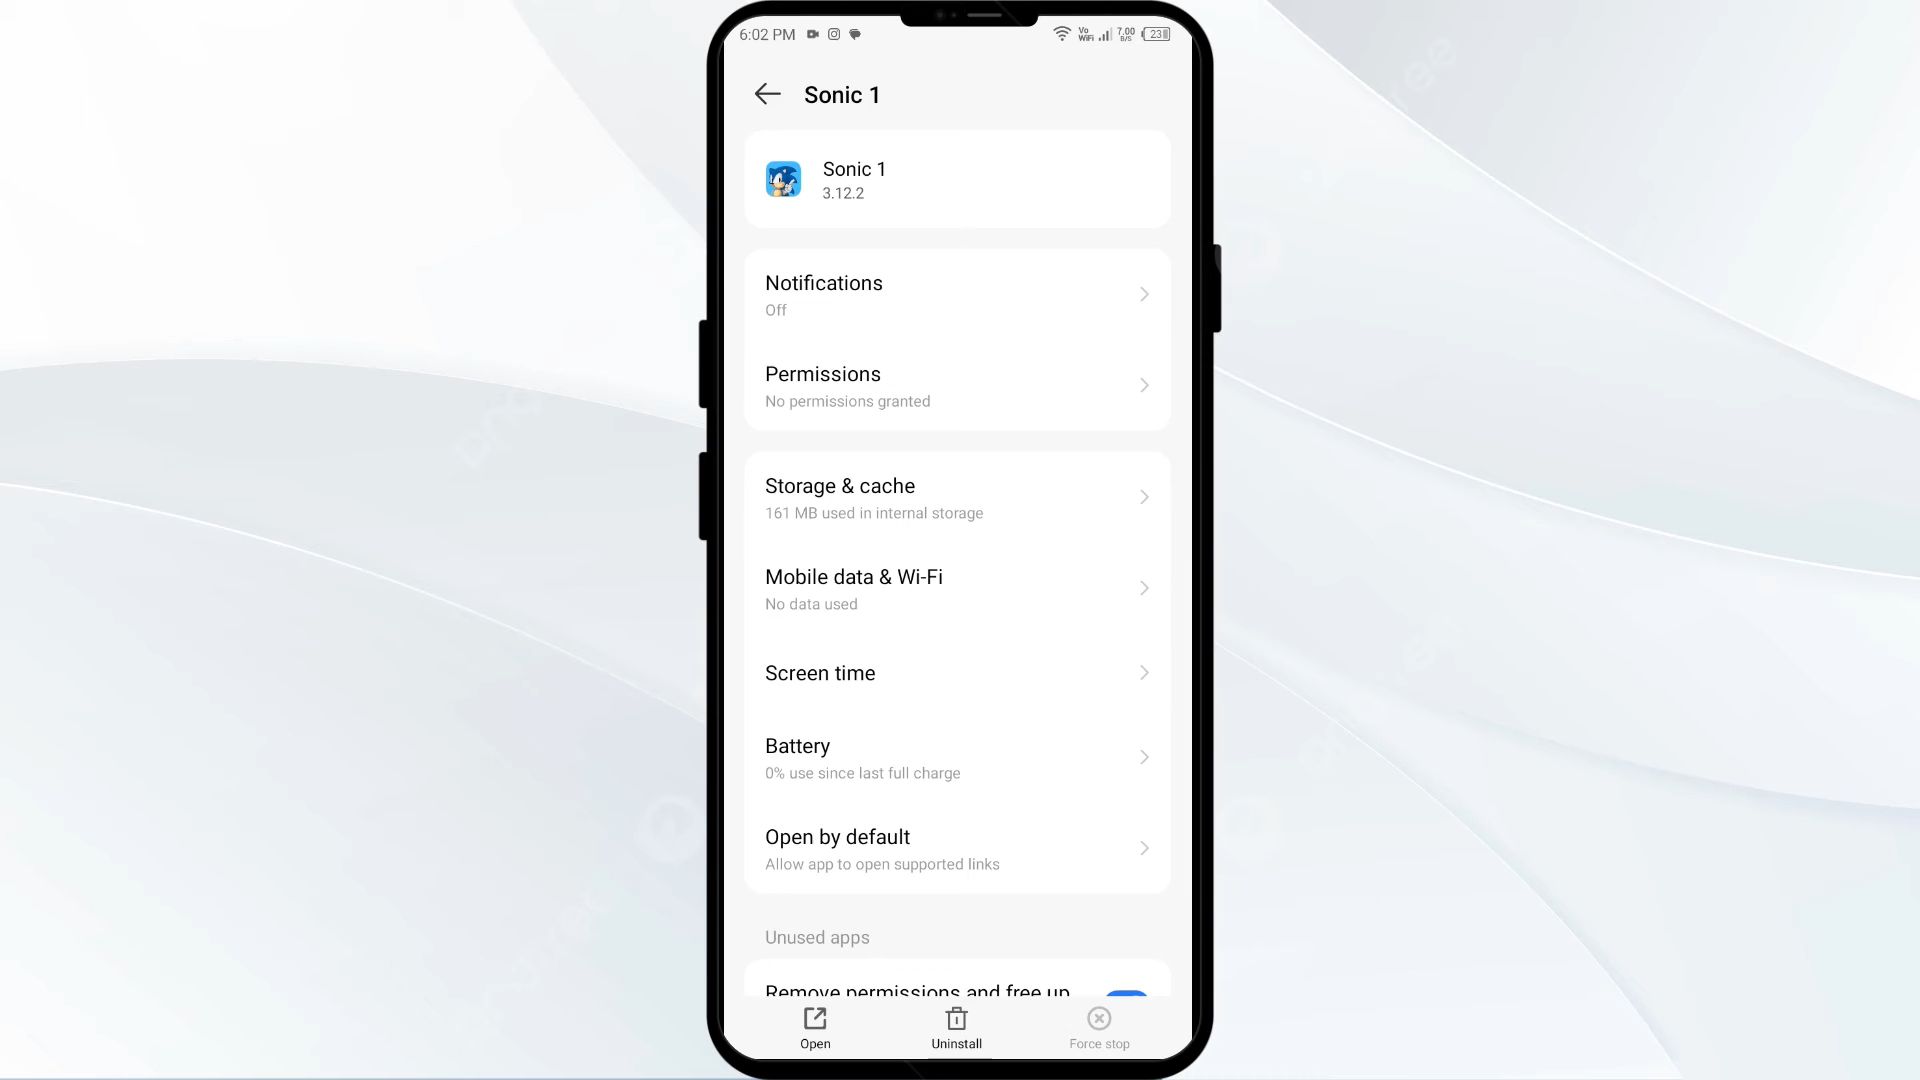 6:02 PM
Vo
WiFi
7.00
B/S
23
Sonic 1
Sonic 1
3.12.2
Notifications
Off
Permissions
No permissions granted
Storage & cache
161 MB used in internal storage
Mobile data & Wi-Fi
No data used
Screen time
Battery
0% use since last full charge
Open by default
Allow app to open supported links
Unused apps
Remove permissions and free up
Open
Uninstall
Force stop